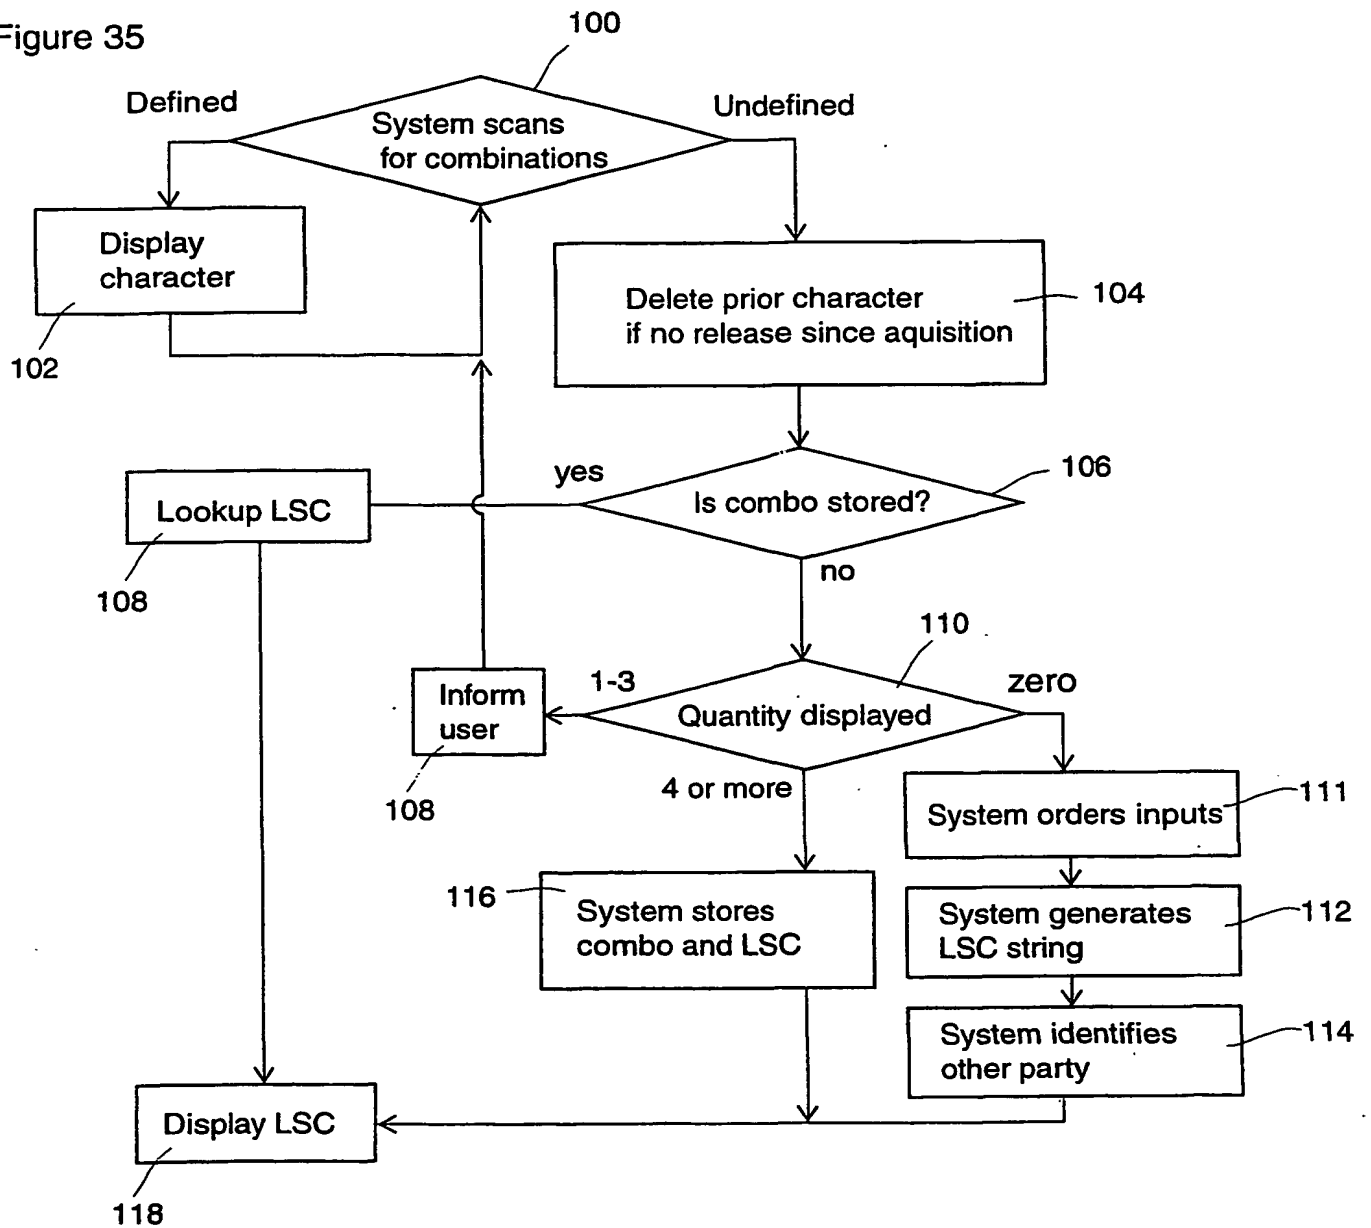 Figure 35
100
Defined
Undefined
System scans
for combinations
Display
character
102
Delete prior character
if no release since aquisition
104
yes
Is combo stored?
106
Lookup LSC
108
no
110
1-3
zero
Quantity displayed
Inform
user
108
4 or more
System orders inputs
111
116
System stores
combo and LSC
System generates
LSC string
112
System identifies
other party
114
Display LSC
118